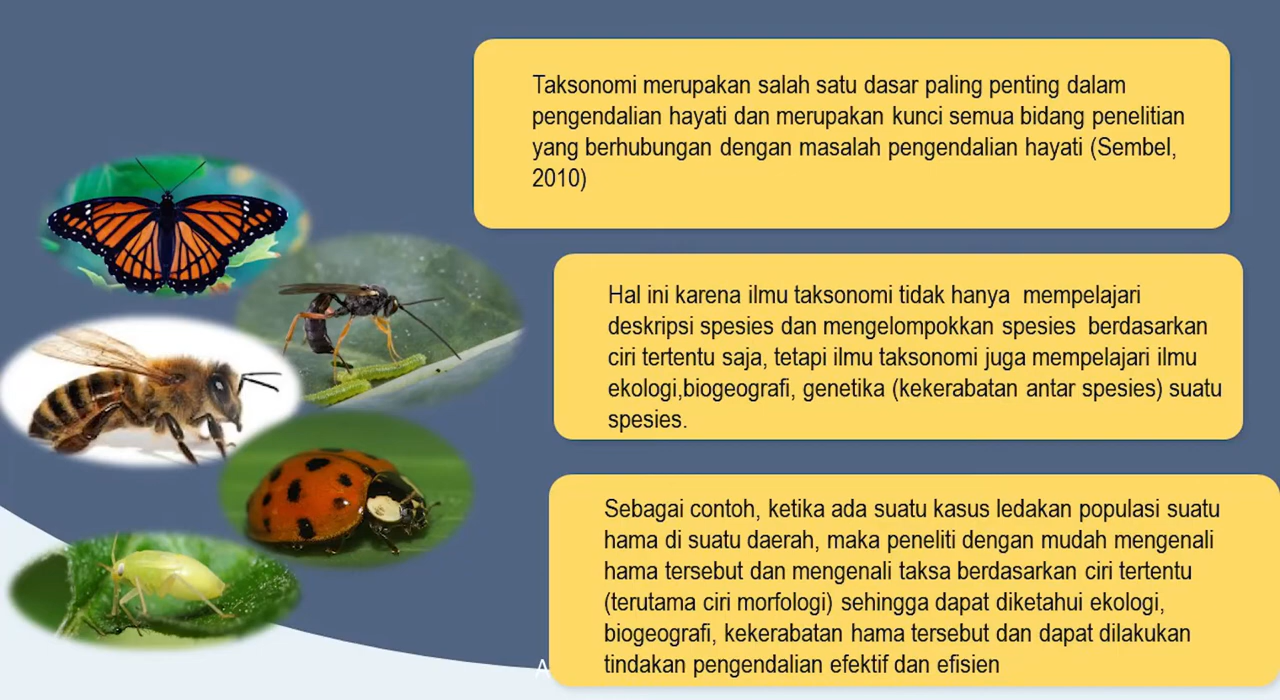 Taksonomi merupakan salah satu dasar paling penting dalam
pengendalian hayati dan merupakan kunci semua bidang penelitian
yang berhubungan dengan masalah pengendalian hayati (Sembel,
2010)
Hal ini karena ilmu taksonomi tidak hanya  mempelajari
deskripsi spesies dan mengelompokkan spesies  berdasarkan
ciri tertentu saja, tetapi ilmu taksonomi juga mempelajari ilmu
ekologi,biogeografi, genetika (kekerabatan antar spesies) suatu
spesies.
Sebagai contoh, ketika ada suatu kasus ledakan populasi suatu
hama di suatu daerah, maka peneliti dengan mudah mengenali
hama tersebut dan mengenali taksa berdasarkan ciri tertentu
(terutama ciri morfologi) sehingga dapat diketahui ekologi,
biogeografi, kekerabatan hama tersebut dan dapat dilakukan
tindakan pengendalian efektif dan efisien